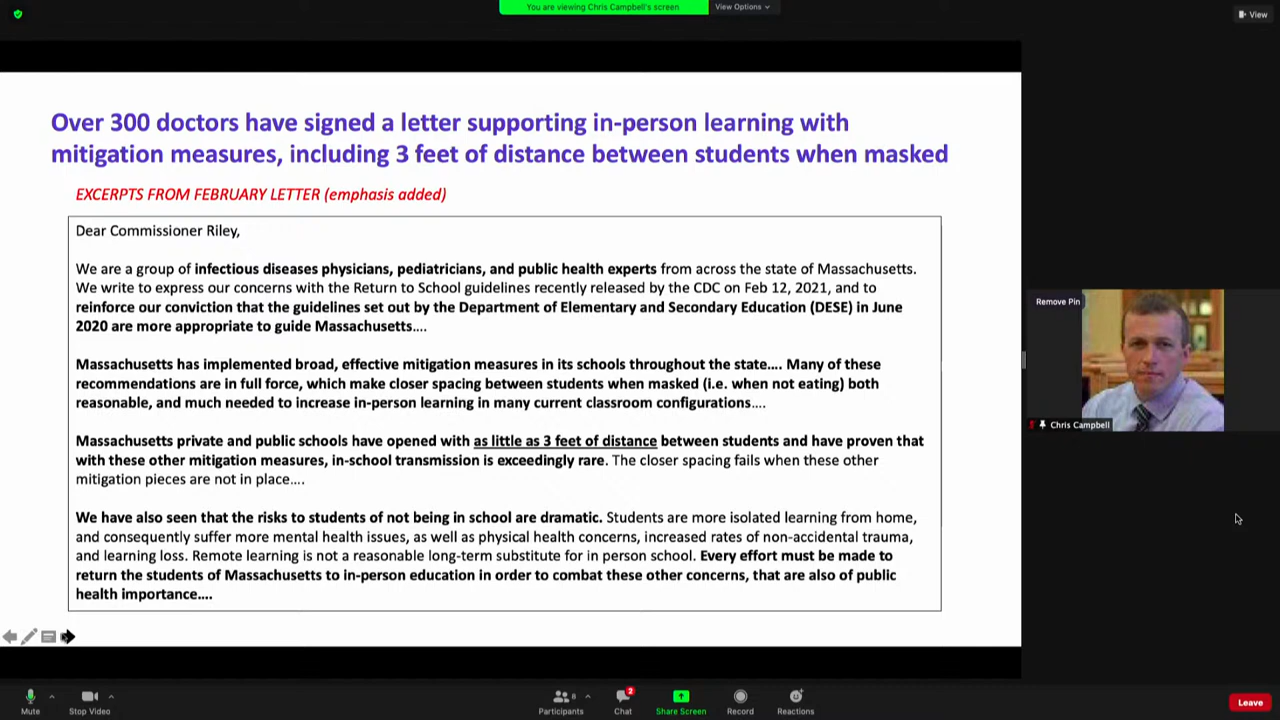 You are viewing Chris Campbell's screen
View Options
View
Over 300 doctors have signed a letter supporting in-person learning with
mitigation measures, including 3 feet of distance between students when masked
EXCERPTS FROM FEBRUARY LETTER (emphasis added)
Dear Commissioner Riley,
We are a group of infectious diseases physicians, pediatricians, and public health experts from across the state of Massachusetts.
We write to express our concerns with the Return to School guidelines recently released by the CDC on Feb 12, 2021, and to
reinforce our conviction that the guidelines set out by the Department of Elementary and Secondary Education (DESE) in June
2020 are more appropriate to guide Massachusetts....
Massachusetts has implemented broad, effective mitigation measures in its schools throughout the state.... Many of these
recommendations are in full force, which make closer spacing between students when masked (i.e. when not eating) both
reasonable, and much needed to increase in-person learning in many current classroom configurations....
Massachusetts private and public schools have opened with as little as 3 feet of distance between students and have proven that
with these other mitigation measures, in-school transmission is exceedingly rare. The closer spacing fails when these other
mitigation pieces are not in place....
We have also seen that the risks to students of not being in school are dramatic. Students are more isolated learning from home,
and consequently suffer more mental health issues, as well as physical health concerns, increased rates of non-accidental trauma,
and learning loss. Remote learning is not a reasonable long-term substitute for in person school. Every effort must be made to
return the students of Massachusetts to in-person education in order to combat these other concerns, that are also of public
health importance....
Remove Pin
Chris Campbell
Mute
Stop Video
Participants
8
Chat
2
Share Screen
Record
Reactions
Leave